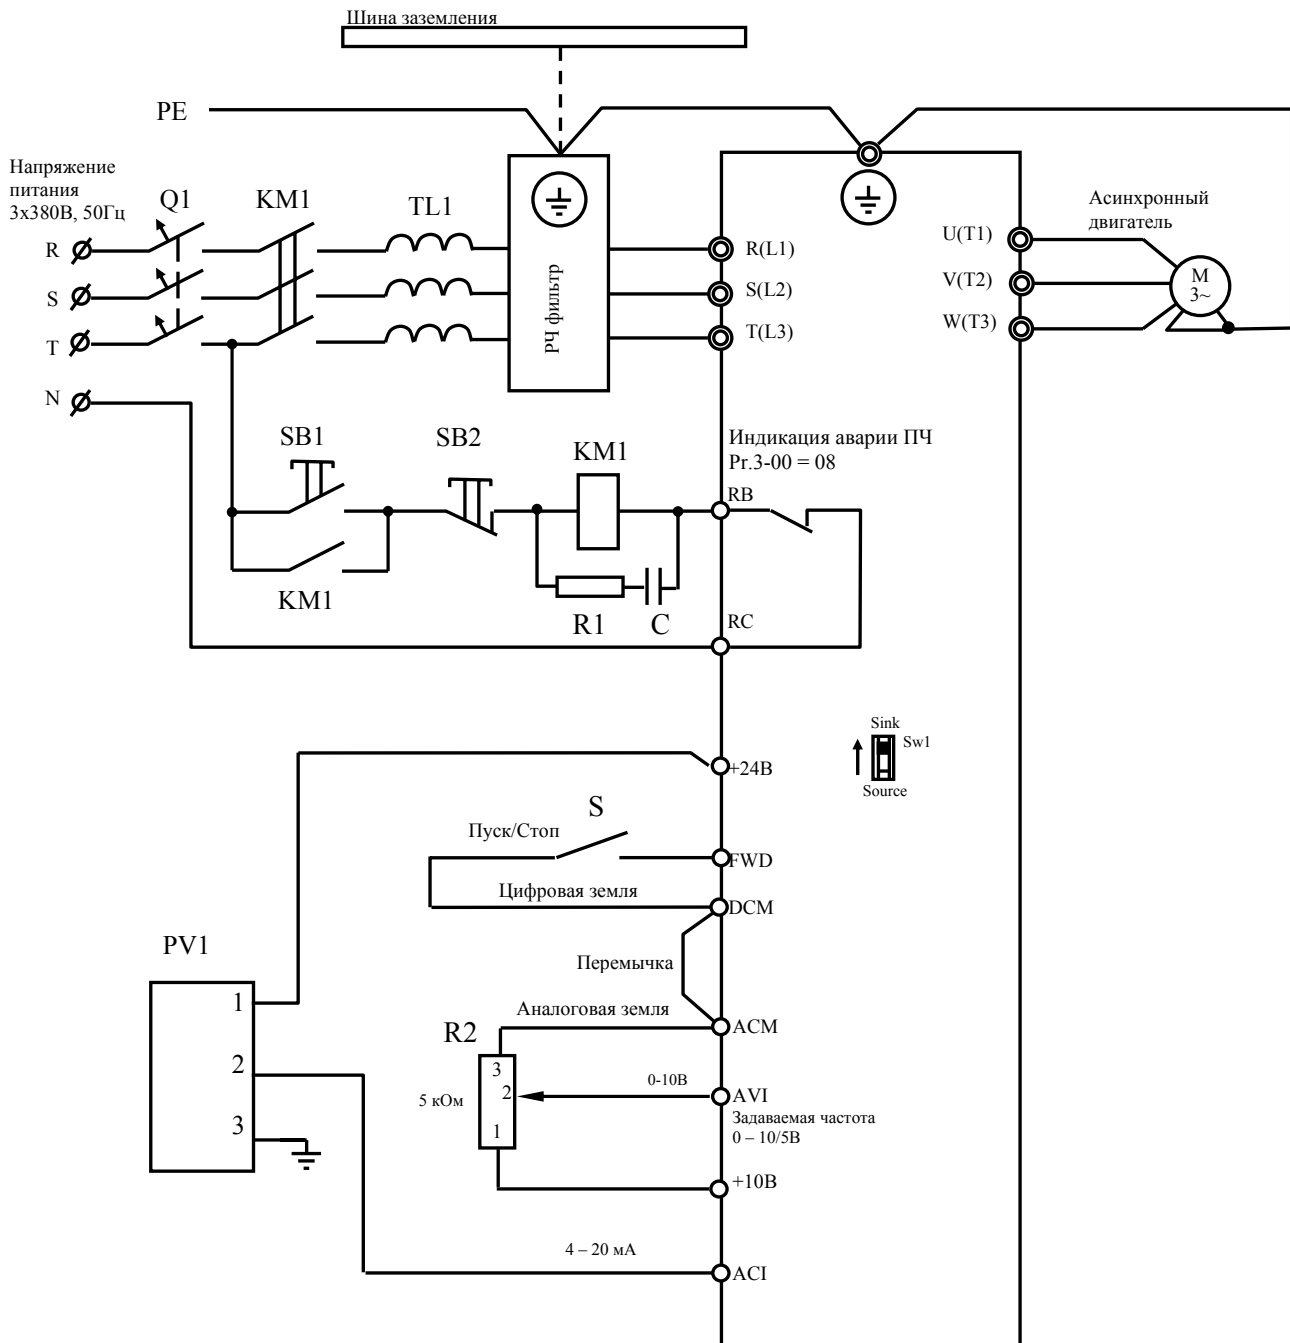 Шина заземления
PE
Напряжение
питания
3х380В, 50Гц
Q1
KM1
TL1
РЧ фильтр
R
S
T
N
R(L1)
S(L2)
T(L3)
U(T1)
V(T2)
W(T3)
Асинхронный
двигатель
M
3~
SB1
SB2
KM1
KM1
R1
C
Индикация аварии ПЧ
Pr.3-00 = 08
RB
RC
Sink
Sw1
Source
+24В
S
Пуск/Стоп
FWD
Цифровая земля
DCM
Перемычка
Аналоговая земля
ACM
PV1
1
2
3
R2
5 кОм
3
2
1
0-10В
AVI
Задаваемая частота
0 – 10/5В
+10В
4 – 20 мА
ACI